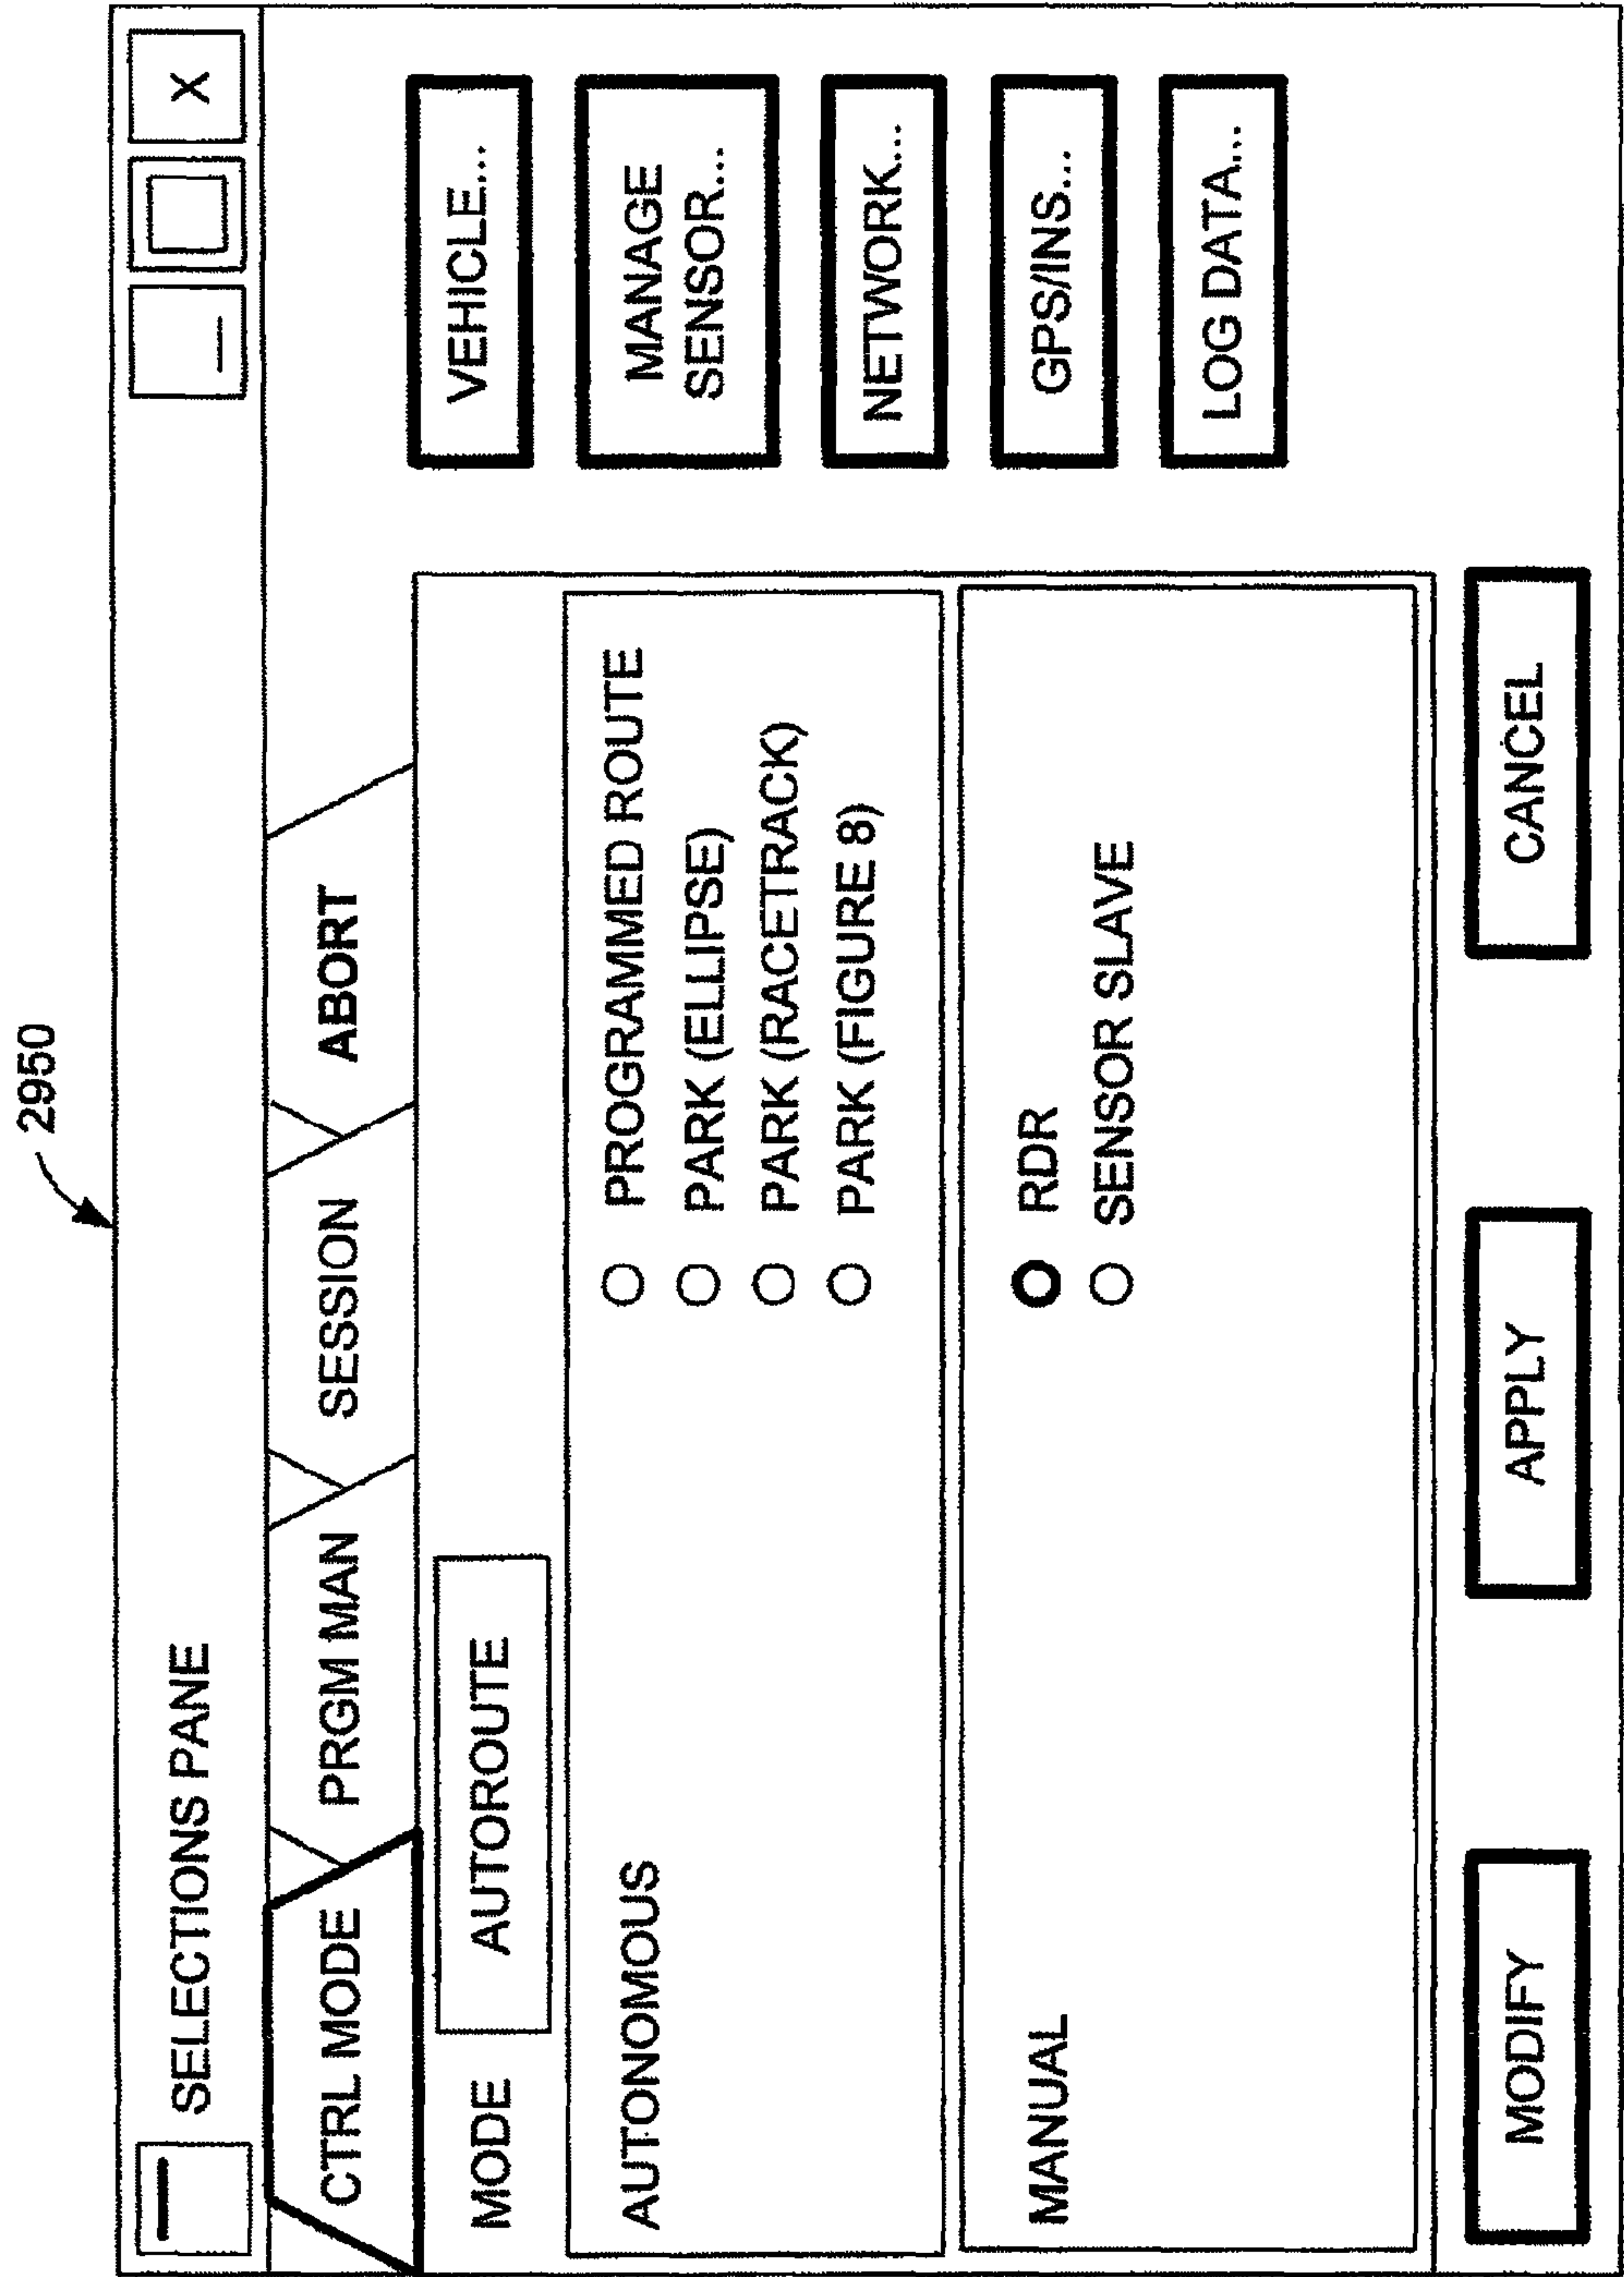 2950
SELECTIONS PANE
X
CTRL MODE
PRGM MAN
SESSION
ABORT
MODE
AUTOROUTE
AUTONOMOUS
PROGRAMMED ROUTE
PARK (ELLIPSE)
PARK (RACETRACK)
PARK (FIGURE 8)
MANUAL
RDR
SENSOR SLAVE
VEHICLE...
MANAGE
SENSOR...
NETWORK...
GPS/INS...
LOG DATA...
MODIFY
APPLY
CANCEL